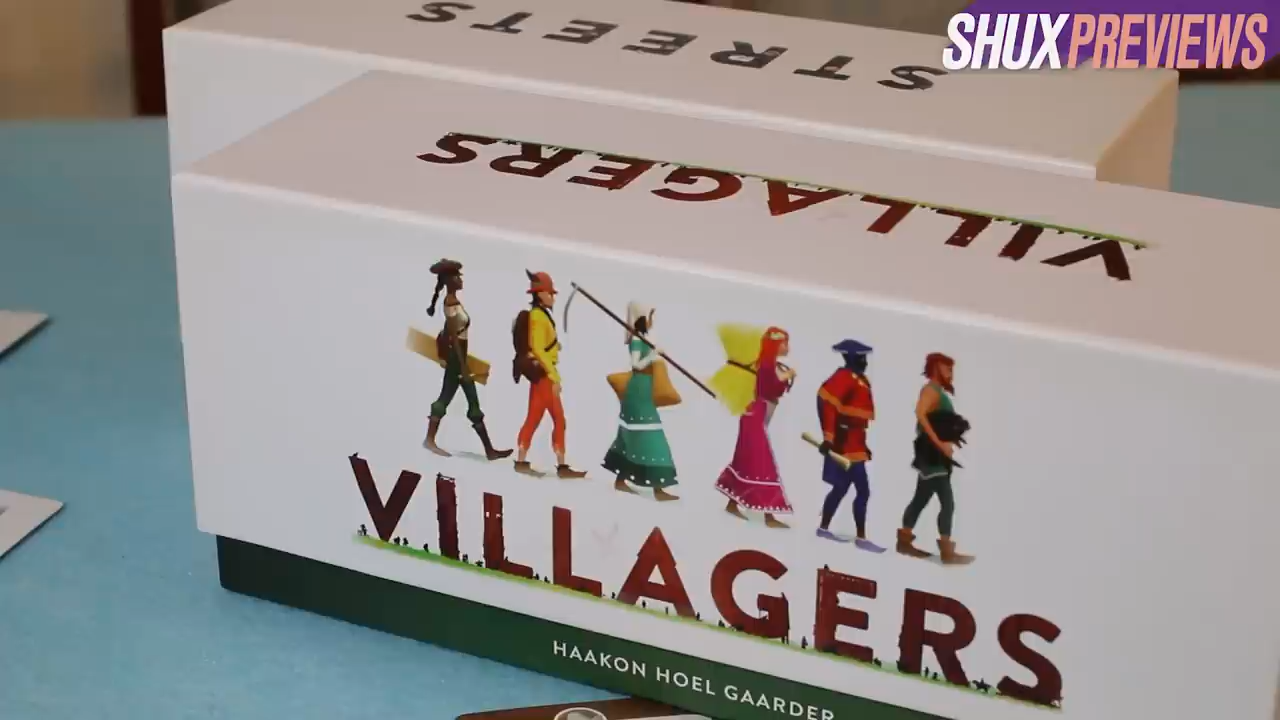 SHUX PREVIEWS
STREETS
VILLAGERS
VILLAGERS
HAAKON HOEL GAARDER